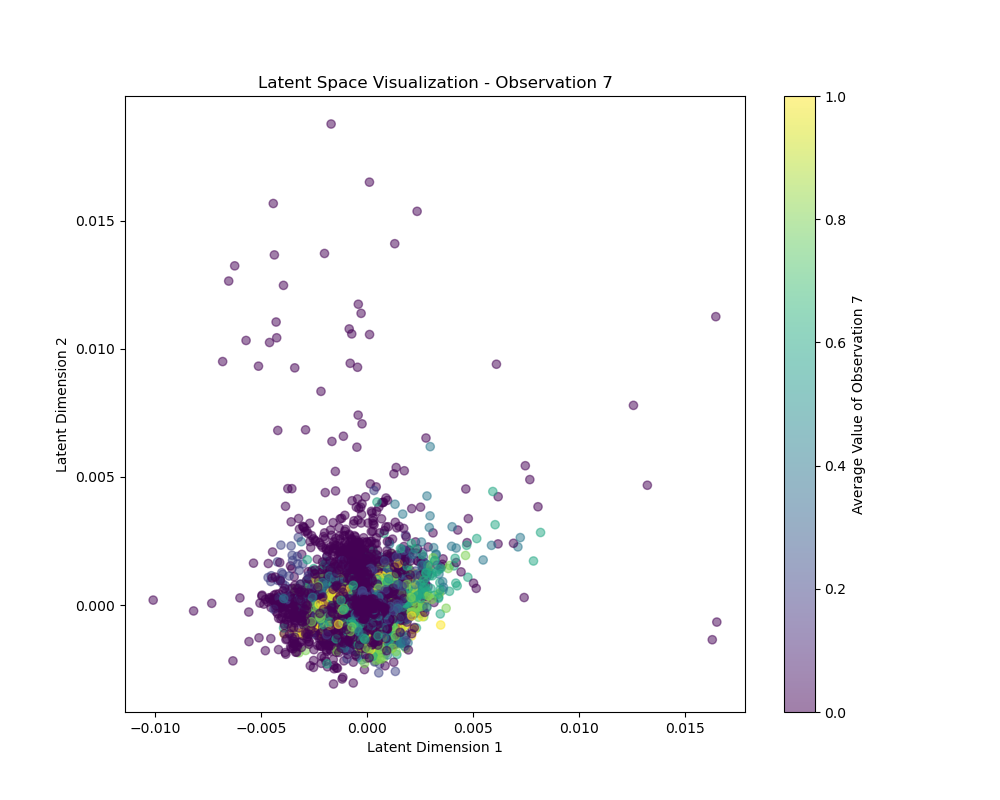 Latent Space Visualization - Observation 7
1.0
0.8
0.6
0.4
0.2
0.0
Average Value of Observation 7
0.015
0.010
0.005
0.000
Latent Dimension 2
−0.010 −0.005 0.000 0.005 0.010 0.015
Latent Dimension 1